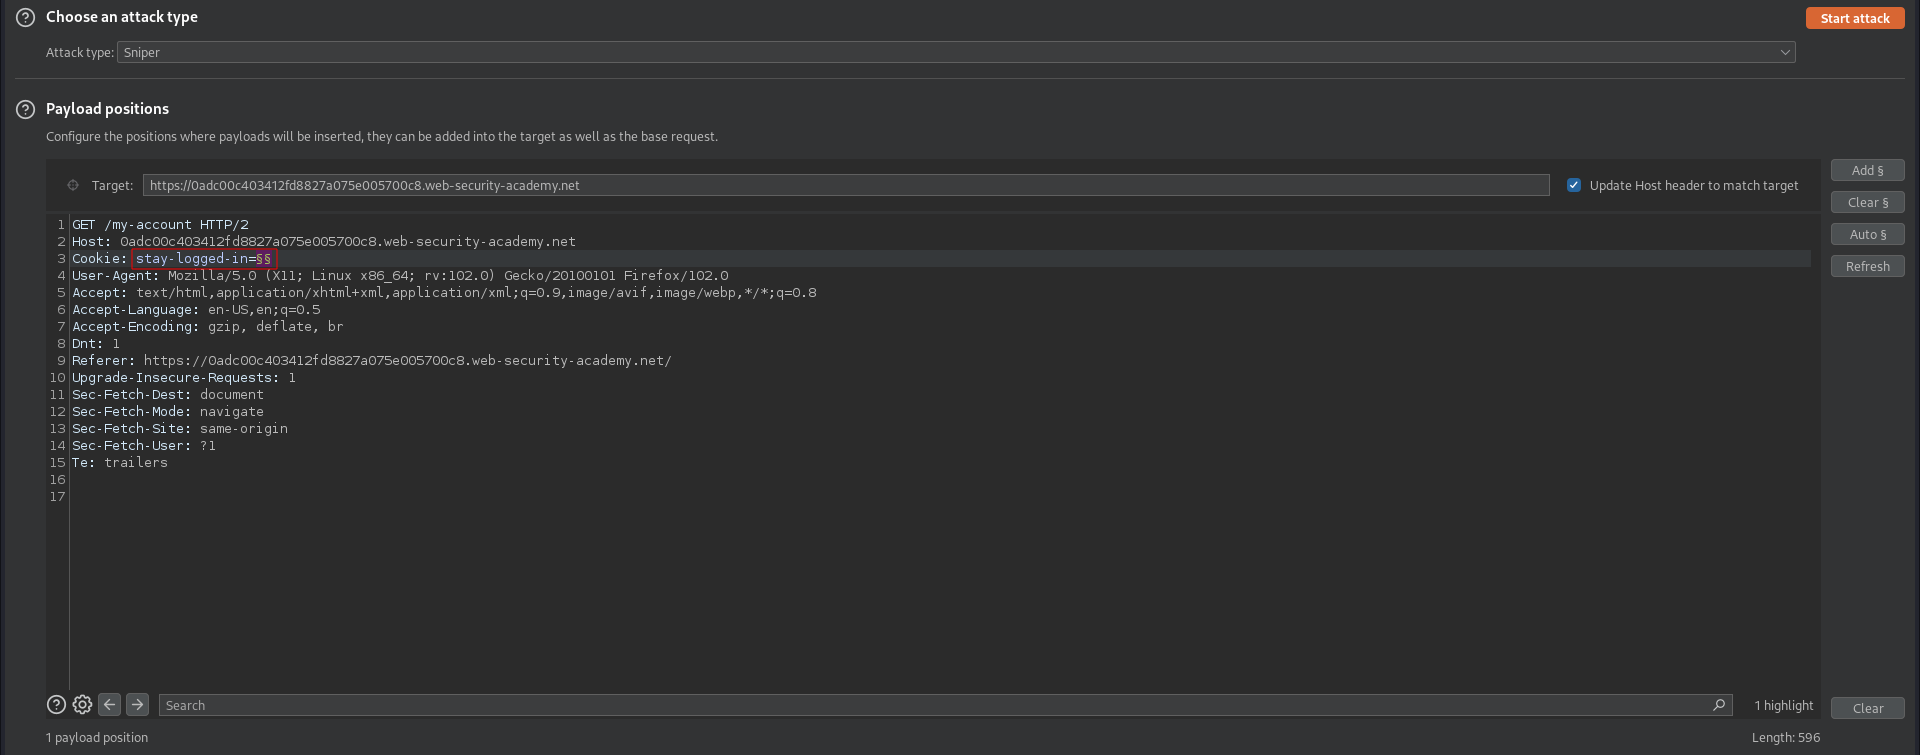 Choose an attack type
Start attack
Attack type: Sniper
Payload positions
Configure the positions where payloads will be inserted, they can be added into the target as well as the base request.
Target: https://0adc00c403412fd8827a075e005700c8.web-security-academy.net
Update Host header to match target
Add §
Clear §
Auto §
Refresh
1 GET /my-account HTTP/2
2 Host: 0adc00c403412fd8827a075e005700c8.web-security-academy.net
3 Cookie: stay-logged-in=§§
4 User-Agent: Mozilla/5.0 (X11; Linux x86_64; rv:102.0) Gecko/20100101 Firefox/102.0
5 Accept: text/html,application/xhtml+xml,application/xml;q=0.9,image/avif,image/webp,*/*;q=0.8
6 Accept-Language: en-US,en;q=0.5
7 Accept-Encoding: gzip, deflate, br
8 Dnt: 1
9 Referer: https://0adc00c403412fd8827a075e005700c8.web-security-academy.net/
10 Upgrade-Insecure-Requests: 1
11 Sec-Fetch-Dest: document
12 Sec-Fetch-Mode: navigate
13 Sec-Fetch-Site: same-origin
14 Sec-Fetch-User: ?1
15 Te: trailers
16
17
Search
1 highlight
Clear
1 payload position
Length: 596